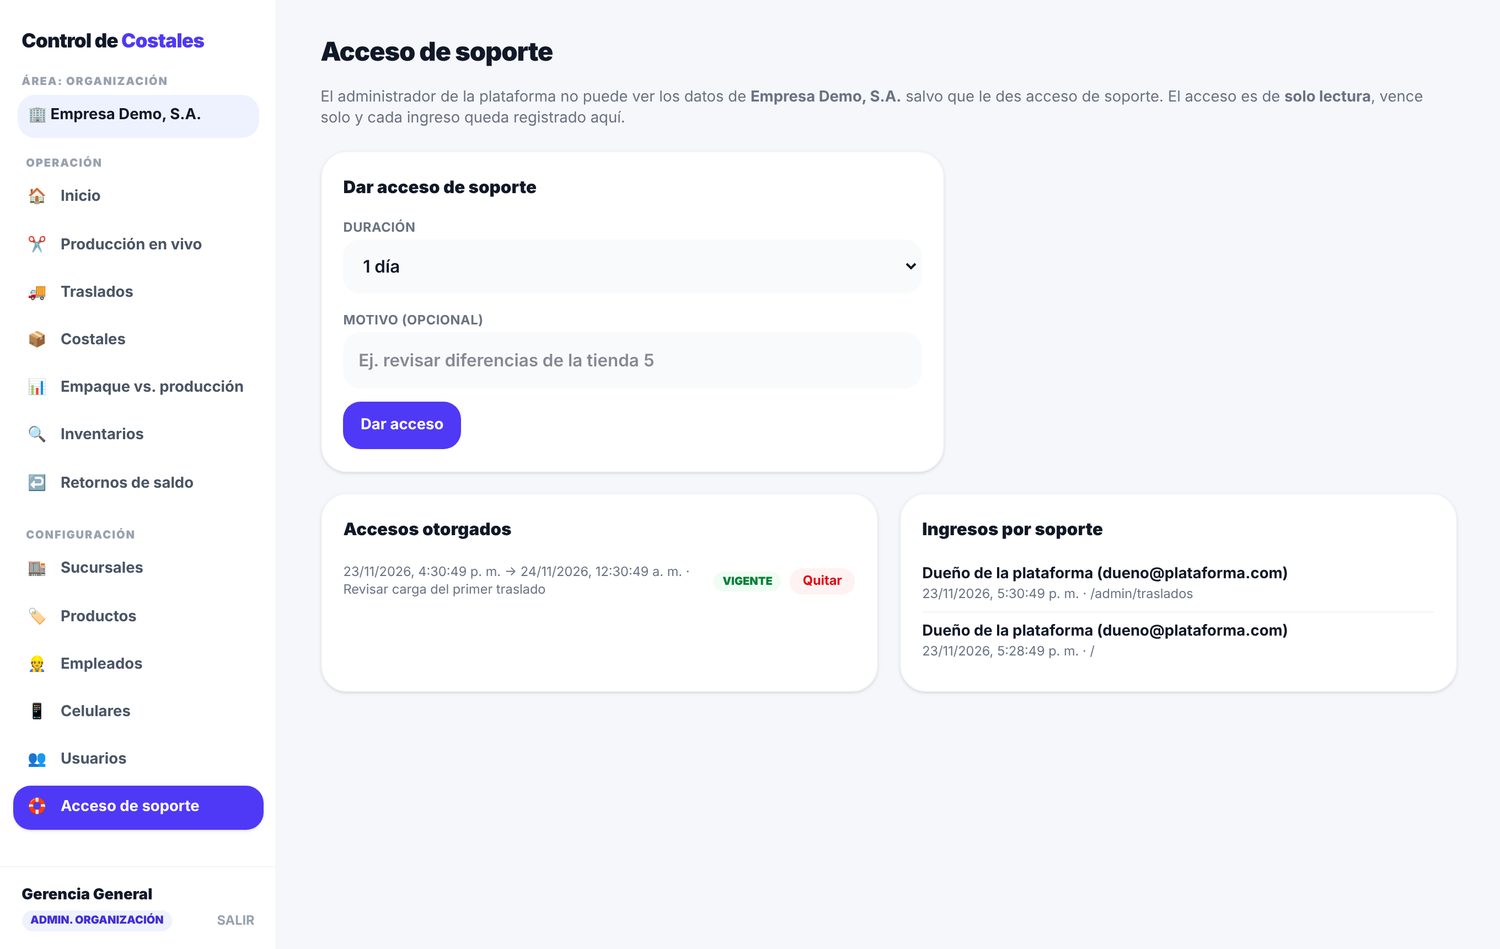 Control de Costales
ÁREA: ORGANIZACIÓN
Empresa Demo, S.A.
OPERACIÓN
Inicio
Producción en vivo
Traslados
Costales
Empaque vs. producción
Inventarios
Retornos de saldo
CONFIGURACIÓN
Sucursales
Productos
Empleados
Celulares
Usuarios
Acceso de soporte
Gerencia General
ADMIN. ORGANIZACIÓN
SALIR
Acceso de soporte
El administrador de la plataforma no puede ver los datos de Empresa Demo, S.A. salvo que le des acceso de soporte. El acceso es de solo lectura, vence
solo y cada ingreso queda registrado aquí.
Dar acceso de soporte
DURACIÓN
1 día
MOTIVO (OPCIONAL)
Ej. revisar diferencias de la tienda 5
Dar acceso
Accesos otorgados
23/11/2026, 4:30:49 p. m. → 24/11/2026, 12:30:49 a. m. ·
Revisar carga del primer traslado
VIGENTE
Quitar
Ingresos por soporte
Dueño de la plataforma (dueno@plataforma.com)
23/11/2026, 5:30:49 p. m. · /admin/traslados
Dueño de la plataforma (dueno@plataforma.com)
23/11/2026, 5:28:49 p. m. · /